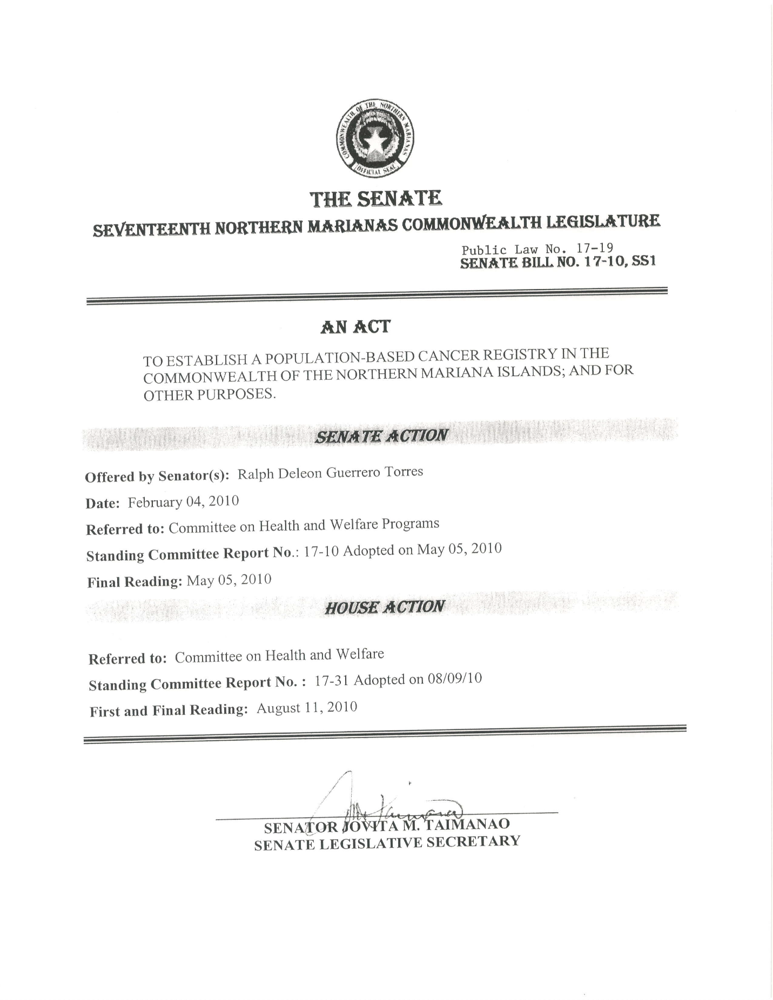 COMMONWEALTH OF THE NORTHERN MARIANAS
OFFICIAL SEAL
THE SENATE
SEVENTEENTH NORTHERN MARIANAS COMMONWEALTH LEGISLATURE
Public Law No. 17-19
SENATE BILL NO. 17-10, SS1
AN ACT
TO ESTABLISH A POPULATION-BASED CANCER REGISTRY IN THE
COMMONWEALTH OF THE NORTHERN MARIANA ISLANDS; AND FOR
OTHER PURPOSES.
SENATE ACTION
Offered by Senator(s): Ralph Deleon Guerrero Torres
Date: February 04, 2010
Referred to: Committee on Health and Welfare Programs
Standing Committee Report No.: 17-10 Adopted on May 05, 2010
Final Reading: May 05, 2010
HOUSE ACTION
Referred to: Committee on Health and Welfare
Standing Committee Report No. : 17-31 Adopted on 08/09/10
First and Final Reading: August 11, 2010
SENATOR JOVITA M. TAIMANAO
SENATE LEGISLATIVE SECRETARY